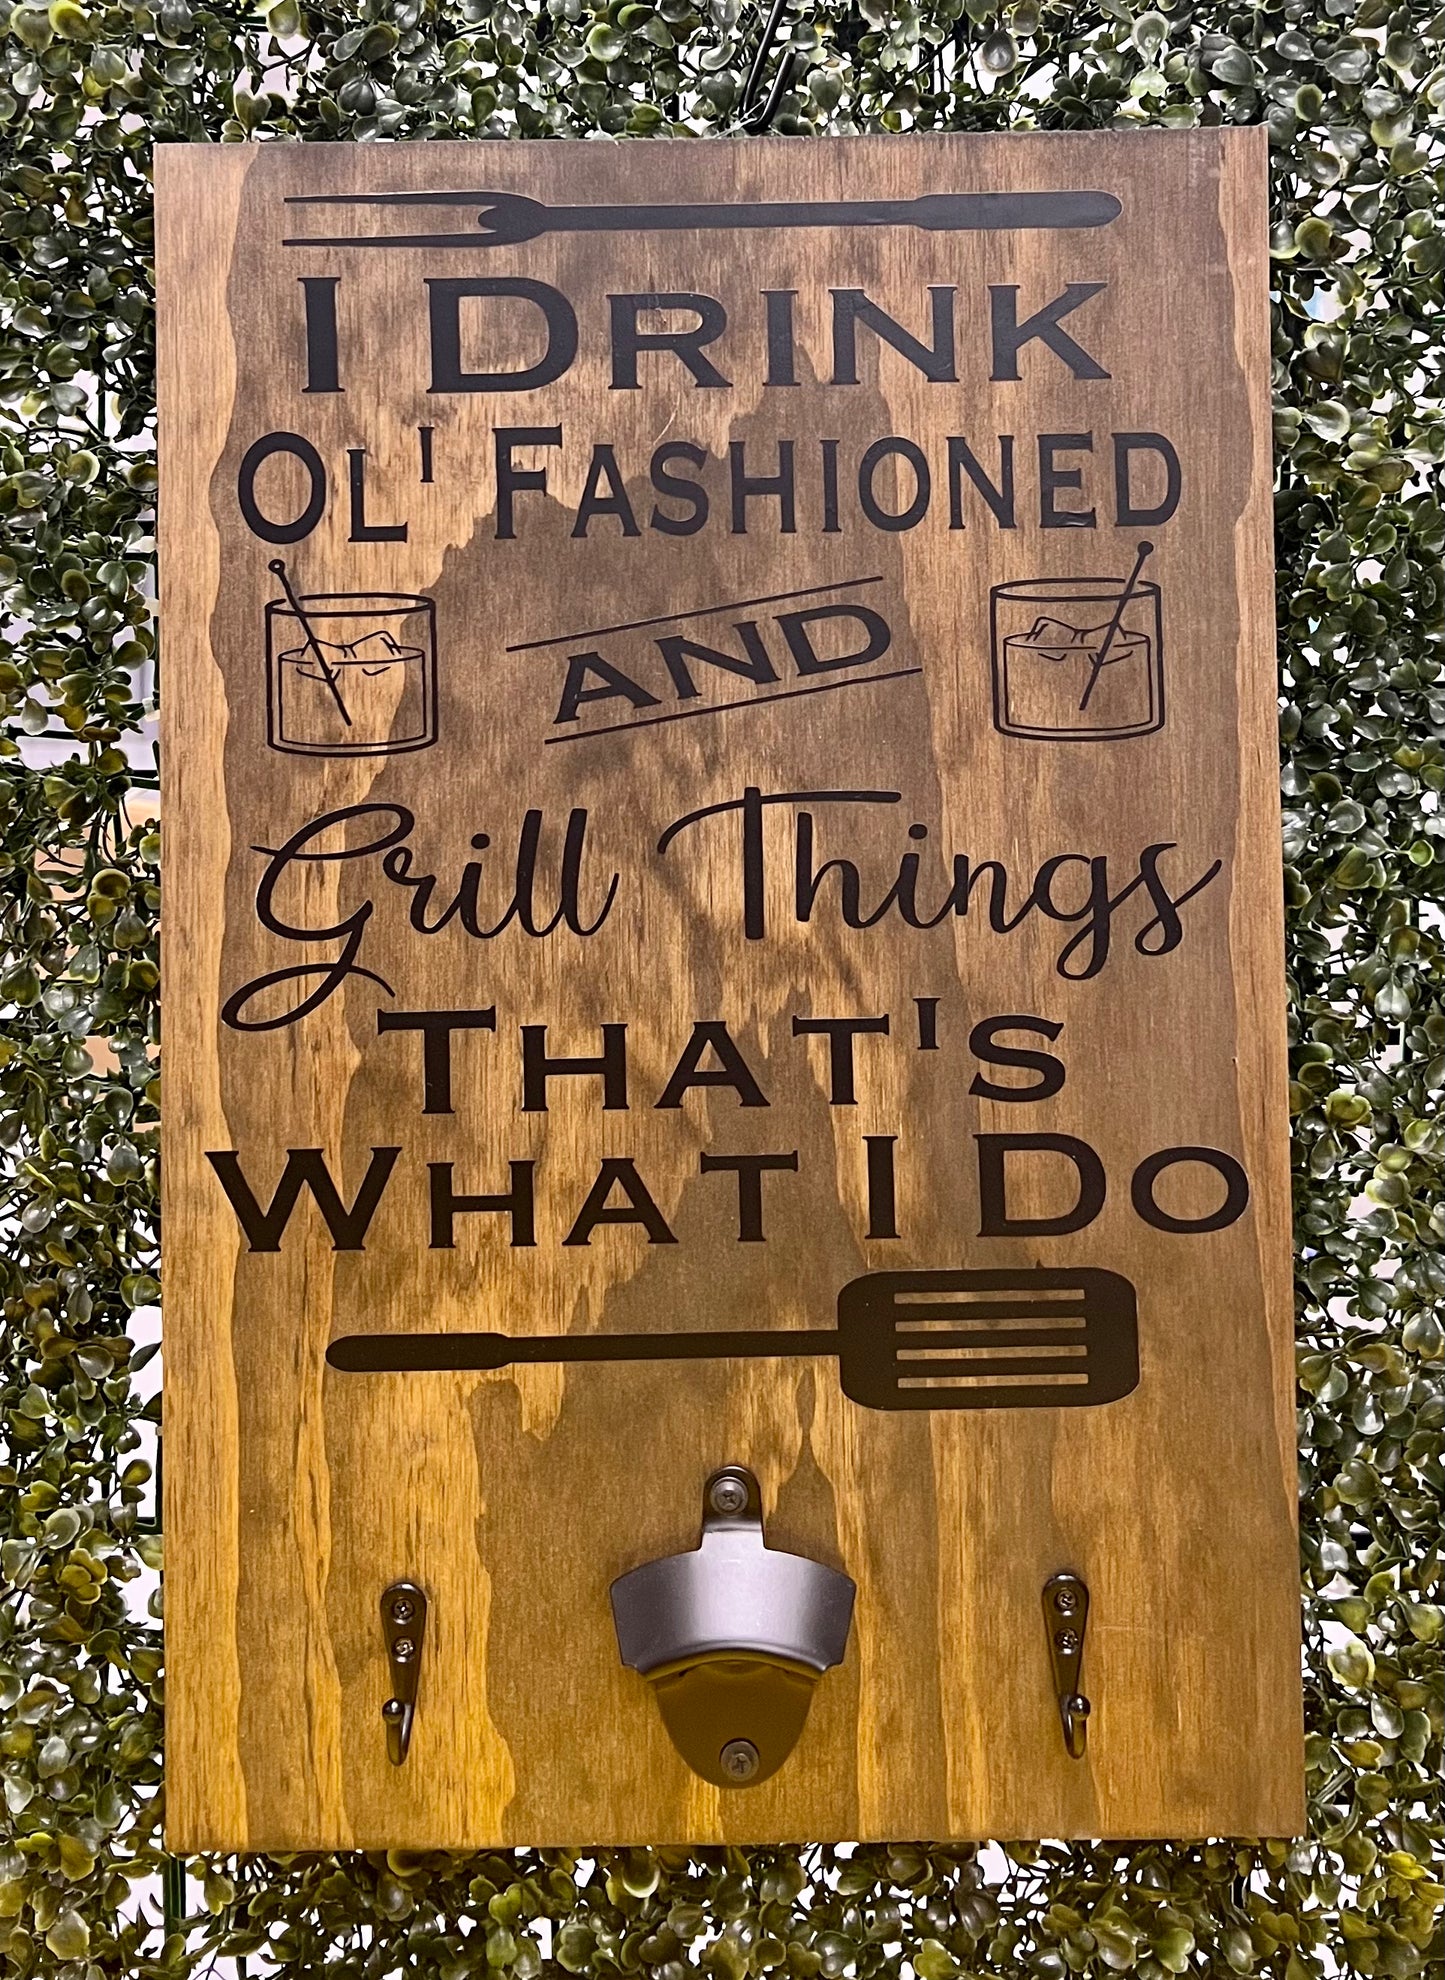 I DRINK
OL' FASHIONED
AND
Grill Things
THAT'S
WHAT I DO